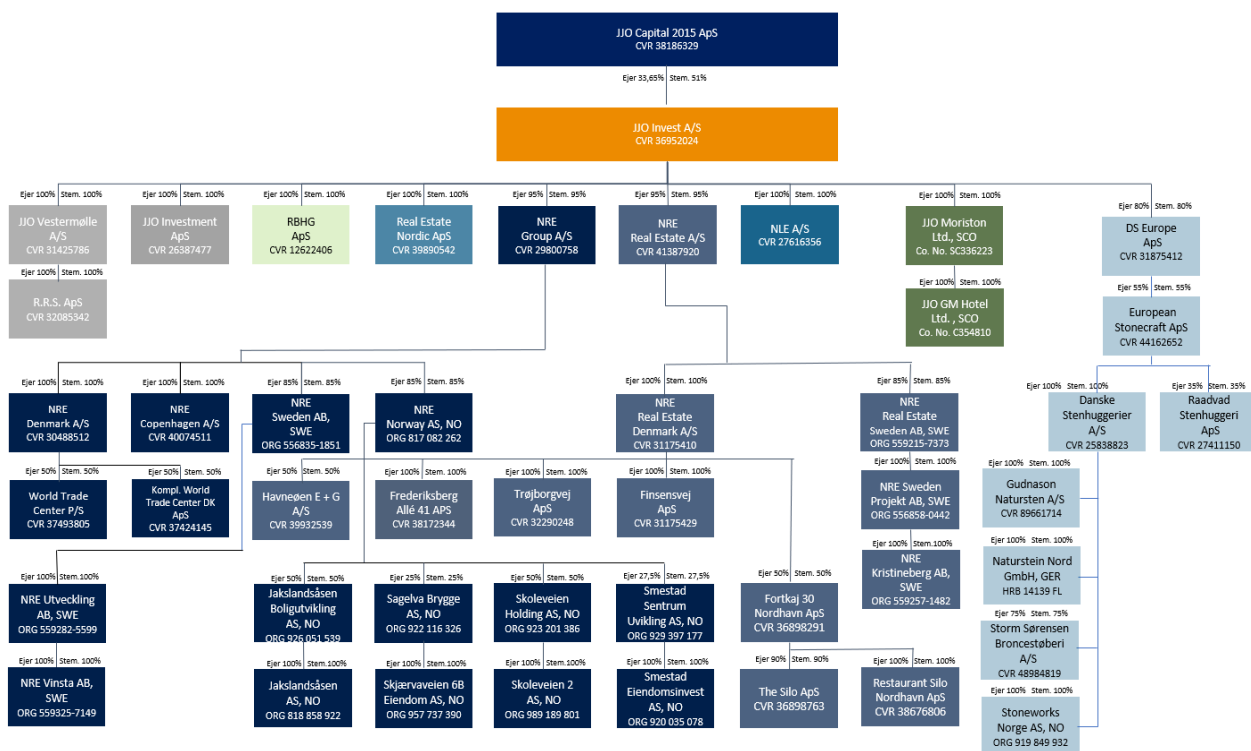 JJO Capital 2015 ApS
CVR 38186329
Ejer 33,65% Stem. 51%
JJO Invest A/S
CVR 36952024
Ejer 100% Stem. 100%
JJO Vestermølle
A/S
CVR 31425786
Ejer 100% Stem. 100%
JJO Investment
ApS
CVR 26387477
Ejer 100% Stem. 100%
RBHG
ApS
CVR 12622406
Ejer 100% Stem. 100%
Real Estate
Nordic ApS
CVR 39890542
Ejer 95% Stem. 95%
NRE
Group A/S
CVR 29800758
Ejer 95% Stem. 95%
NRE
Real Estate A/S
CVR 41387920
Ejer 100% Stem. 100%
NLE A/S
CVR 27616356
Ejer 100% Stem. 100%
JJO Moriston
Ltd., SCO
Co. No. SC336223
Ejer 80% Stem. 80%
DS Europe
ApS
CVR 31875412
Ejer 100% Stem. 100%
R.R.S. ApS
CVR 32085342
Ejer 100% Stem. 100%
JJO GM Hotel
Ltd. , SCO
Co. No. C354810
Ejer 55% Stem. 55%
European
Stonecraft ApS
CVR 44162652
Ejer 100% Stem. 100%
NRE
Denmark A/S
CVR 30488512
Ejer 100% Stem. 100%
NRE
Copenhagen A/S
CVR 40074511
Ejer 85% Stem. 85%
NRE
Sweden AB,
SWE
ORG 556835-1851
Ejer 85% Stem. 85%
NRE
Norway AS, NO
ORG 817 082 262
Ejer 100% Stem. 100%
NRE
Real Estate
Denmark A/S
CVR 31175410
Ejer 85% Stem. 85%
NRE
Real Estate
Sweden AB, SWE
ORG 559215-7373
Ejer 100% Stem. 100%
Danske
Stenhuggerier
A/S
CVR 25838823
Ejer 35% Stem. 35%
Raadvad
Stenhuggeri
ApS
CVR 27411150
Ejer 50% Stem. 50%
World Trade
Center P/S
CVR 37493805
Ejer 50% Stem. 50%
Kompl. World
Trade Center DK
ApS
CVR 37424145
Ejer 50% Stem. 50%
Havneøen E + G
A/S
CVR 39932539
Ejer 100% Stem. 100%
Frederiksberg
Allé 41 APS
CVR 38172344
Ejer 100% Stem. 100%
Trøjborgvej
ApS
CVR 32290248
Ejer 100% Stem. 100%
Finsensvej
ApS
CVR 31175429
Ejer 100% Stem.100%
NRE Sweden
Projekt AB, SWE
ORG 556858-0442
Ejer 100% Stem. 100%
Gudnason
Natursten A/S
CVR 89661714
Ejer 100% Stem.100%
NRE Utveckling
AB, SWE
ORG 559282-5599
Ejer 50% Stem. 50%
Jakslandsåsen
Boligutvikling
AS, NO
ORG 926 051 539
Ejer 25% Stem. 25%
Sagelva Brygge
AS, NO
ORG 922 116 326
Ejer 50% Stem. 50%
Skoleveien
Holding AS, NO
ORG 923 201 386
Ejer 27,5% Stem. 27,5%
Smestad
Sentrum
Uvikling AS, NO
ORG 929 397 177
Ejer 50% Stem. 50%
Fortkaj 30
Nordhavn ApS
CVR 36898291
Ejer 100% Stem.100%
NRE
Kristineberg AB,
SWE
ORG 559257-1482
Ejer 100% Stem. 100%
Naturstein Nord
GmbH, GER
HRB 14139 FL
Ejer 75% Stem. 75%
Storm Sørensen
Broncestøberi
A/S
CVR 48984819
Ejer 100% Stem.100%
NRE Vinsta AB,
SWE
ORG 559325-7149
Ejer 100% Stem.100%
Jakslandsåsen
AS, NO
ORG 818 858 922
Ejer 100% Stem.100%
Skjærvaveien 6B
Eiendom AS, NO
ORG 957 737 390
Ejer 100% Stem.100%
Skoleveien 2
AS, NO
ORG 989 189 801
Ejer 100% Stem.100%
Smestad
Eiendomsinvest
AS, NO
ORG 920 035 078
Ejer 90% Stem. 90%
The Silo ApS
CVR 36898763
Ejer 100% Stem. 100%
Restaurant Silo
Nordhavn ApS
CVR 38676806
Ejer 100% Stem. 100%
Stoneworks
Norge AS, NO
ORG 919 849 932